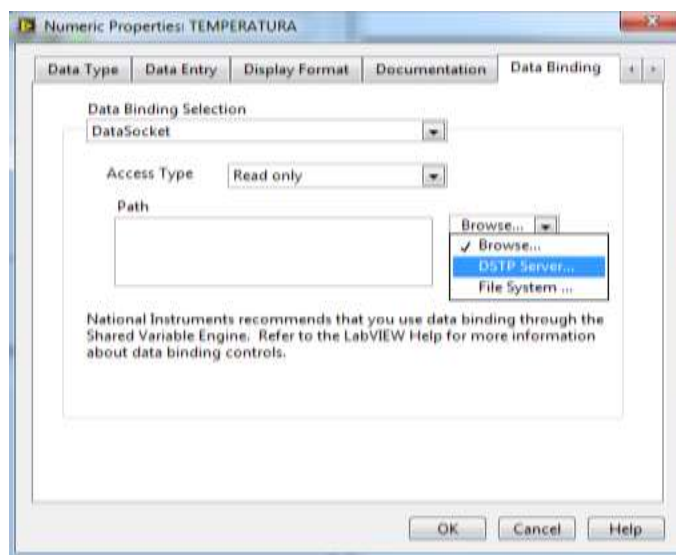 Numeric Properties: TEMPERATURA
Data Type Data Entry Display Format Documentation Data Binding
Data Binding Selection
DataSocket
Access Type Read only
Path
Browse...
Browse...
DSTP Server...
File System ...
National Instruments recommends that you use data binding through the
Shared Variable Engine. Refer to the LabVIEW Help for more information
about data binding controls.
OK Cancel Help